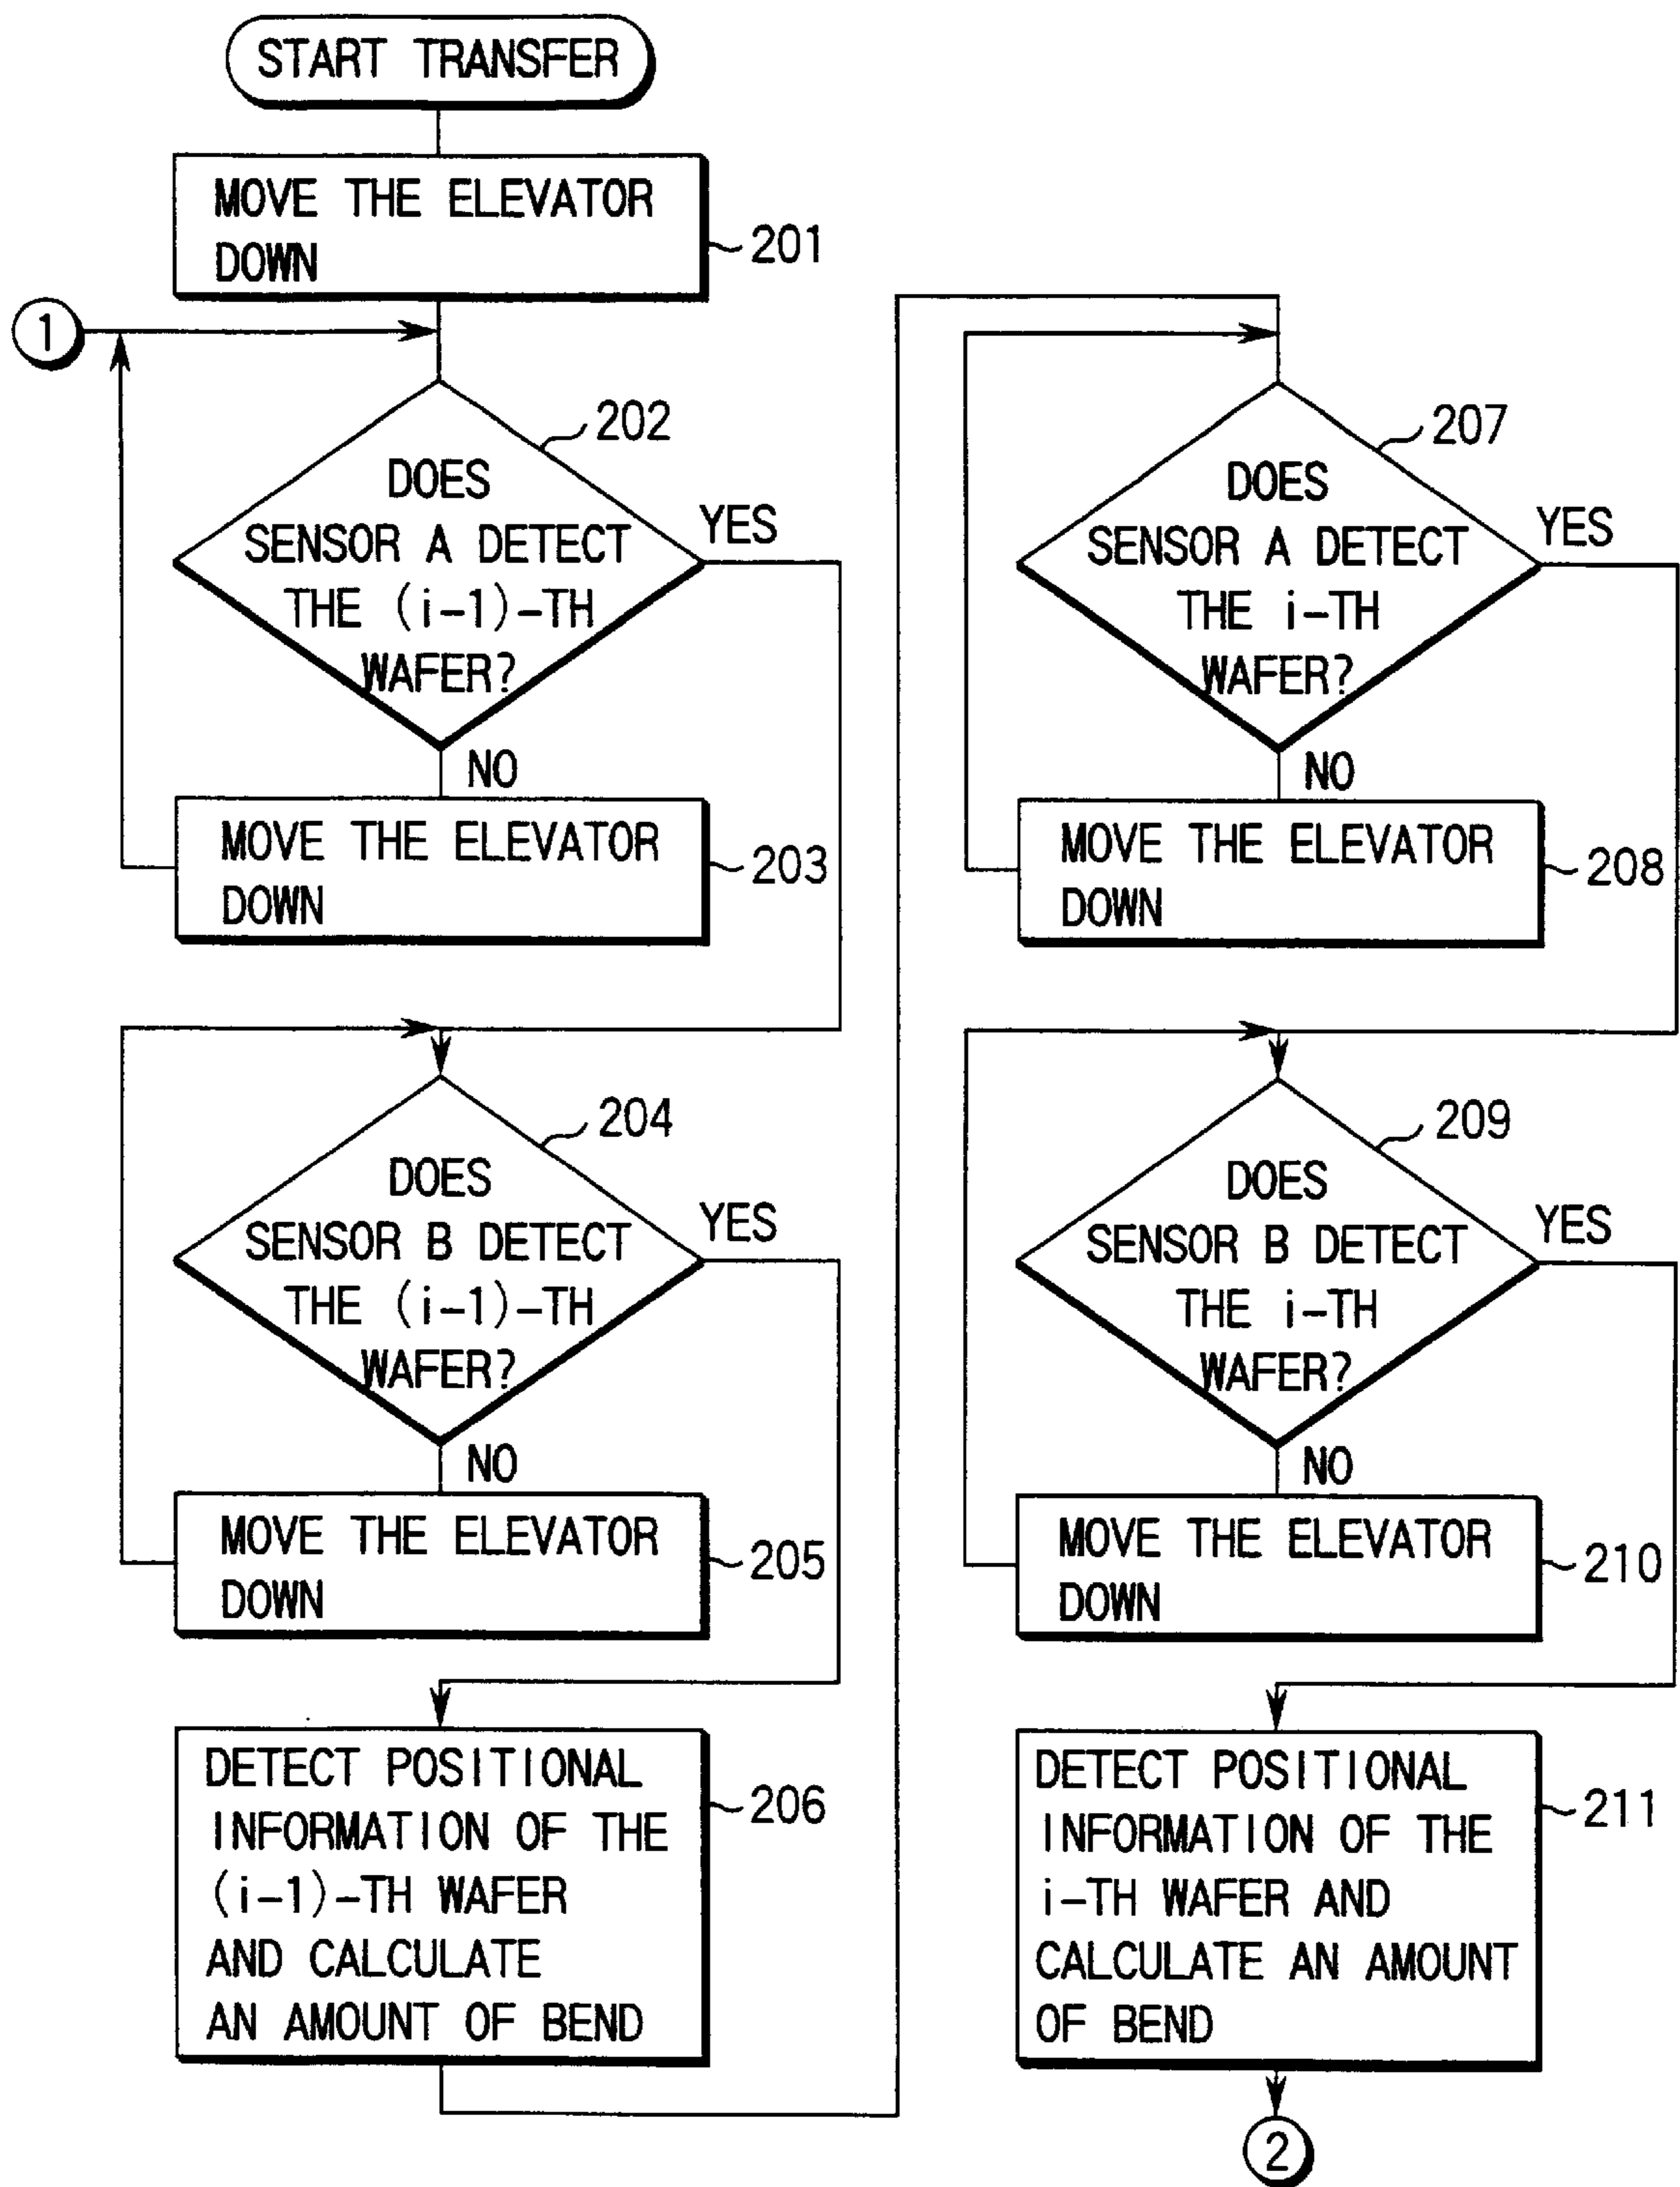 START TRANSFER
MOVE THE ELEVATOR
DOWN
201
1
202
DOES
SENSOR A DETECT
THE (i-1)-TH
WAFER?
YES
NO
MOVE THE ELEVATOR
DOWN
203
204
DOES
SENSOR B DETECT
THE (i-1)-TH
WAFER?
YES
NO
MOVE THE ELEVATOR
DOWN
205
DETECT POSITIONAL
INFORMATION OF THE
(i-1)-TH WAFER
AND CALCULATE
AN AMOUNT OF BEND
206
207
DOES
SENSOR A DETECT
THE i-TH
WAFER?
YES
NO
MOVE THE ELEVATOR
DOWN
208
209
DOES
SENSOR B DETECT
THE i-TH
WAFER?
YES
NO
MOVE THE ELEVATOR
DOWN
210
DETECT POSITIONAL
INFORMATION OF THE
i-TH WAFER AND
CALCULATE AN AMOUNT
OF BEND
211
2